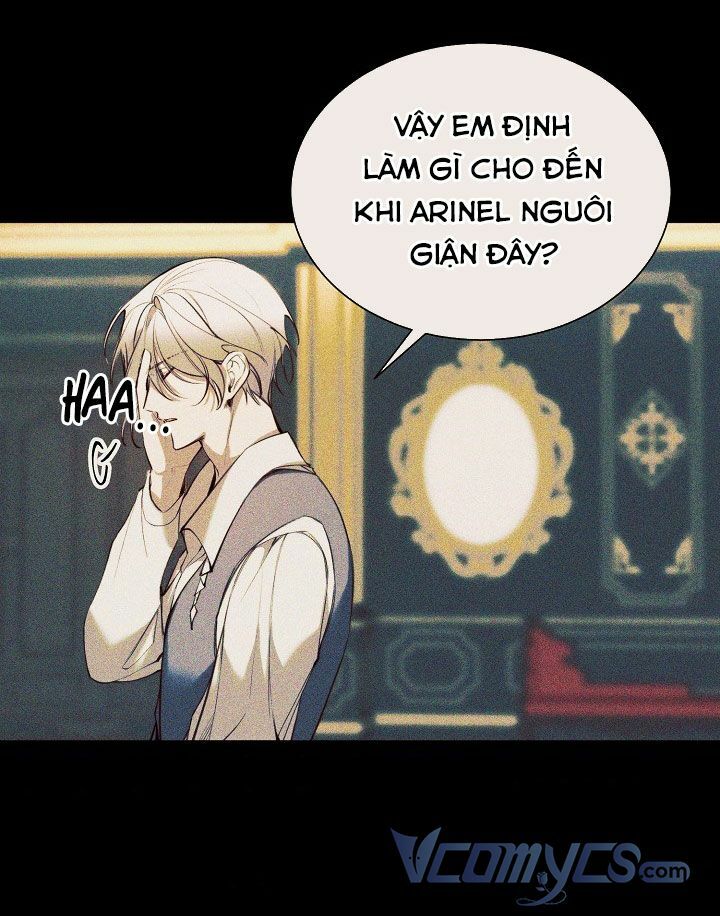 VẬY EM ĐỊNH
LÀM GÌ CHO ĐẾN
KHI ARINEL NGUÔI
GIẬN ĐÂY?
HAA...
VCOMYCS.com